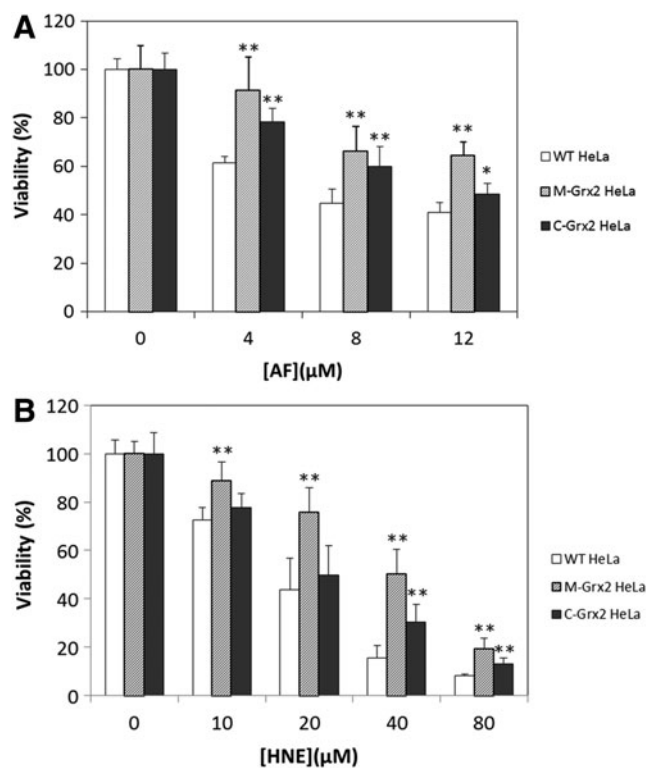 A
120
100
80
60
40
20
0
Viability (%)
**
**
**
**
**
*
WT HeLa
M-Grx2 HeLa
C-Grx2 HeLa
0 4 8 12
[AF](µM)
B
120
100
80
60
40
20
0
Viability (%)
**
**
**
**
**
**
WT HeLa
M-Grx2 HeLa
C-Grx2 HeLa
0 10 20 40 80
[HNE](µM)